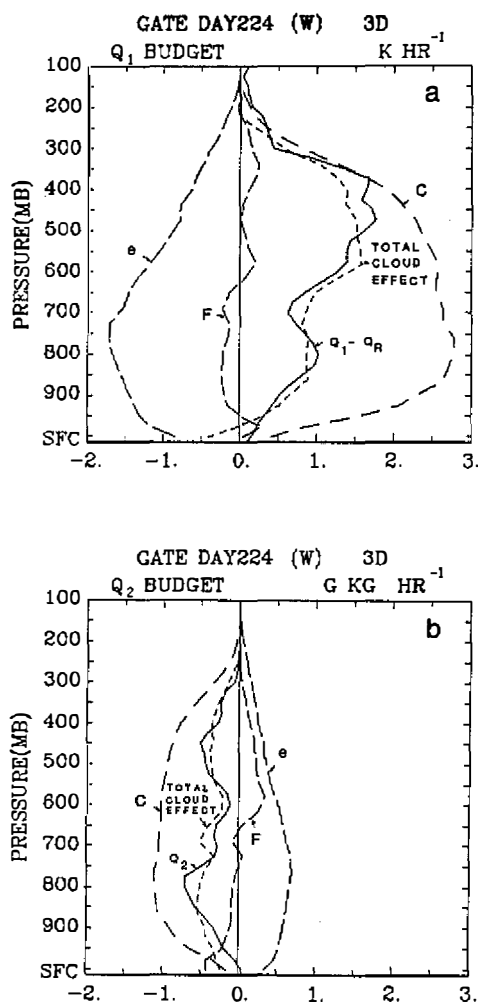 GATE DAY224 (W) 3D
Q1 BUDGET K HR-1
100
200
300
400
500
600
700
800
900
SFC
PRESSURE(MB)
a
e
F
C
TOTAL
CLOUD
EFFECT
Q1 - QR
-2. -1. 0. 1. 2. 3.
GATE DAY224 (W) 3D
Q2 BUDGET G KG HR-1
100
200
300
400
500
600
700
800
900
SFC
PRESSURE(MB)
b
e
TOTAL
CLOUD
EFFECT
C
F
Q2
-2. -1. 0. 1. 2. 3.